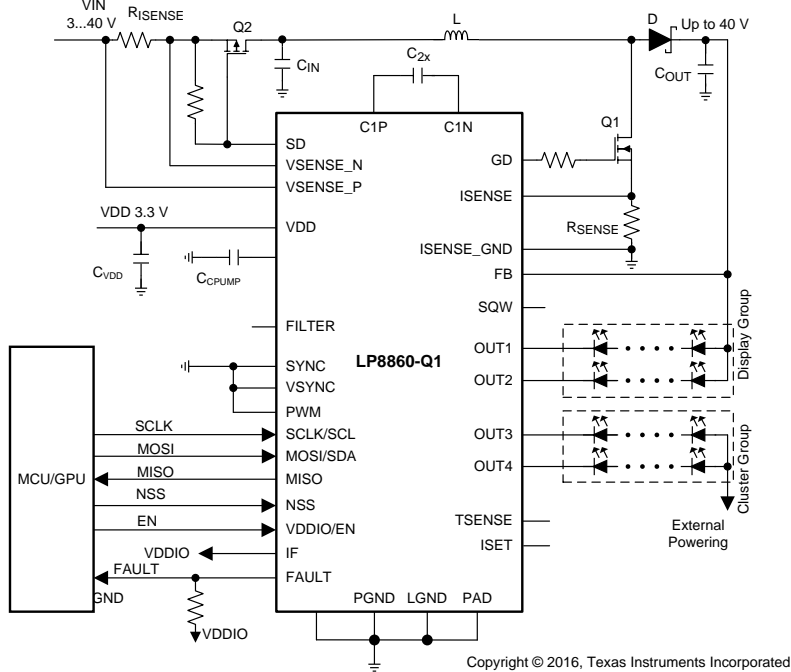 VIN
3...40 V
RISENSE
Q2
L
D
Up to 40 V
CIN
C2x
COUT
C1P
C1N
Q1
SD
GD
VSENSE_N
VSENSE_P
ISENSE
VDD 3.3 V
VDD
RSENSE
ISENSE_GND
CVDD
CCPUMP
FB
SQW
FILTER
Display Group
SYNC
LP8860-Q1
OUT1
VSYNC
OUT2
PWM
SCLK
SCLK/SCL
OUT3
MOSI
MOSI/SDA
MCU/GPU
MISO
MISO
OUT4
Cluster Group
NSS
NSS
EN
VDDIO/EN
TSENSE
External
Powering
VDDIO
IF
ISET
FAULT
FAULT
GND
PGND
LGND
PAD
VDDIO
Copyright © 2016, Texas Instruments Incorporated